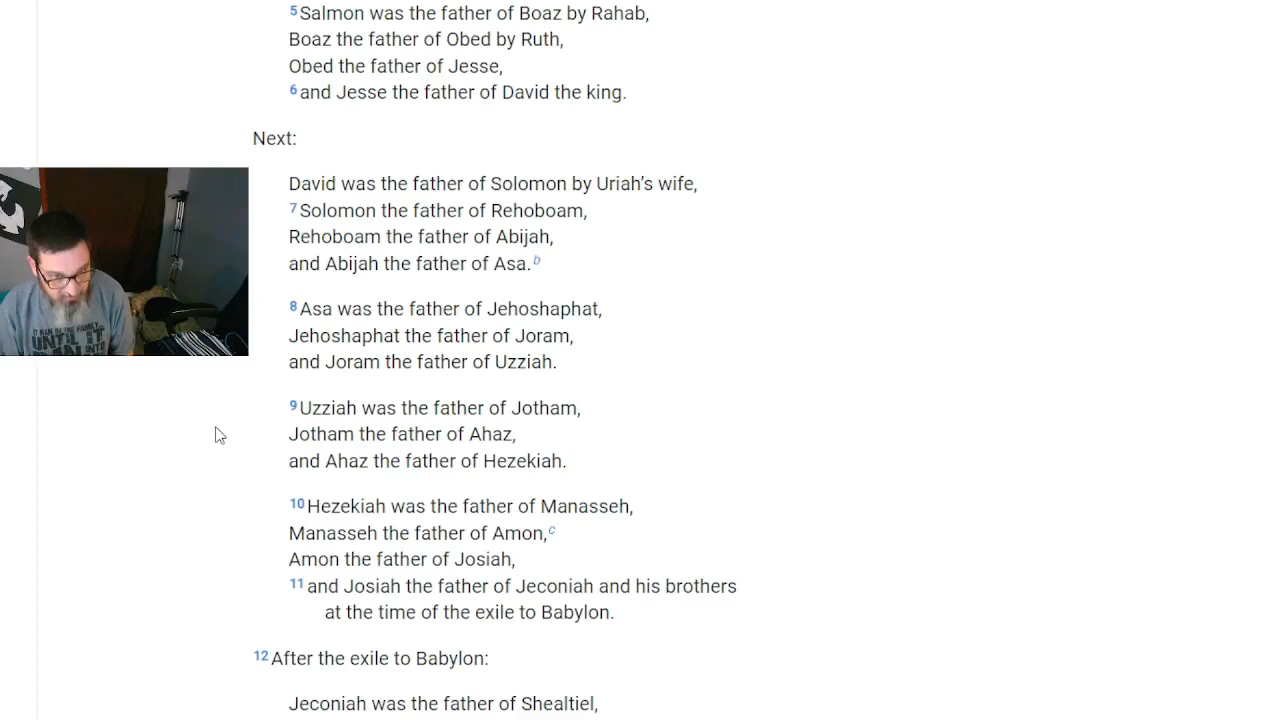 5 Salmon was the father of Boaz by Rahab,
Boaz the father of Obed by Ruth,
Obed the father of Jesse,
6 and Jesse the father of David the king.
Next:
David was the father of Solomon by Uriah’s wife,
7 Solomon the father of Rehoboam,
Rehoboam the father of Abijah,
and Abijah the father of Asa. b
8 Asa was the father of Jehoshaphat,
Jehoshaphat the father of Joram,
and Joram the father of Uzziah.
UNTIL IT
9 Uzziah was the father of Jotham,
Jotham the father of Ahaz,
and Ahaz the father of Hezekiah.
10 Hezekiah was the father of Manasseh,
Manasseh the father of Amon, c
Amon the father of Josiah,
11 and Josiah the father of Jeconiah and his brothers
at the time of the exile to Babylon.
12 After the exile to Babylon:
Jeconiah was the father of Shealtiel,